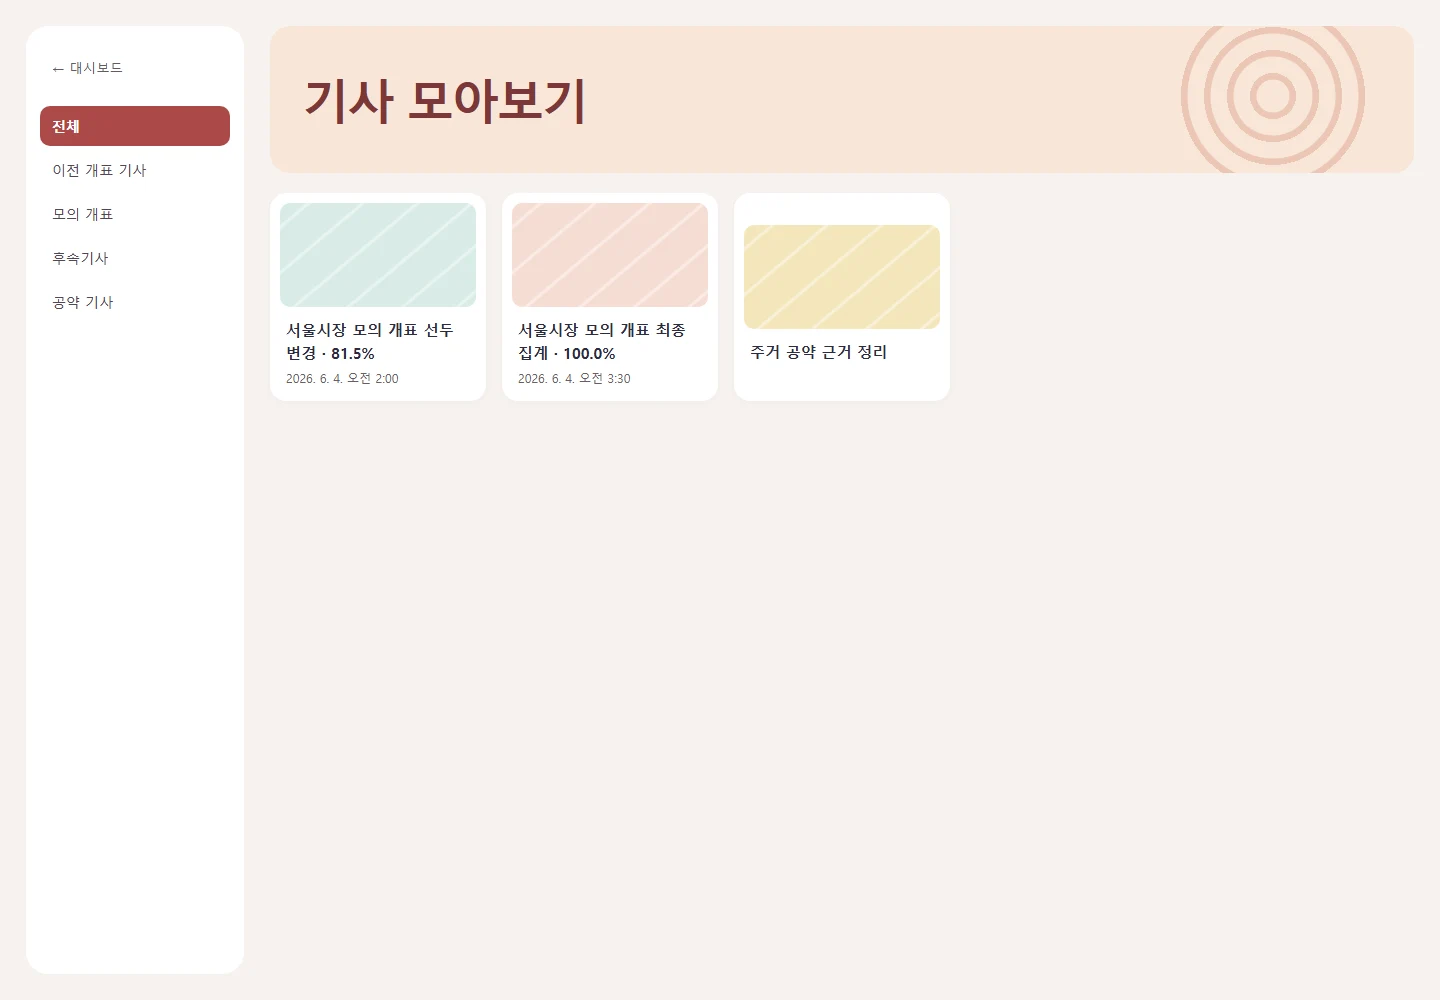 ← 대시보드
전체
이전 개표 기사
모의 개표
후속기사
공약 기사
기사 모아보기
서울시장 모의 개표 선두
변경 · 81.5%
2026. 6. 4. 오전 2:00
서울시장 모의 개표 최종
집계 · 100.0%
2026. 6. 4. 오전 3:30
주거 공약 근거 정리